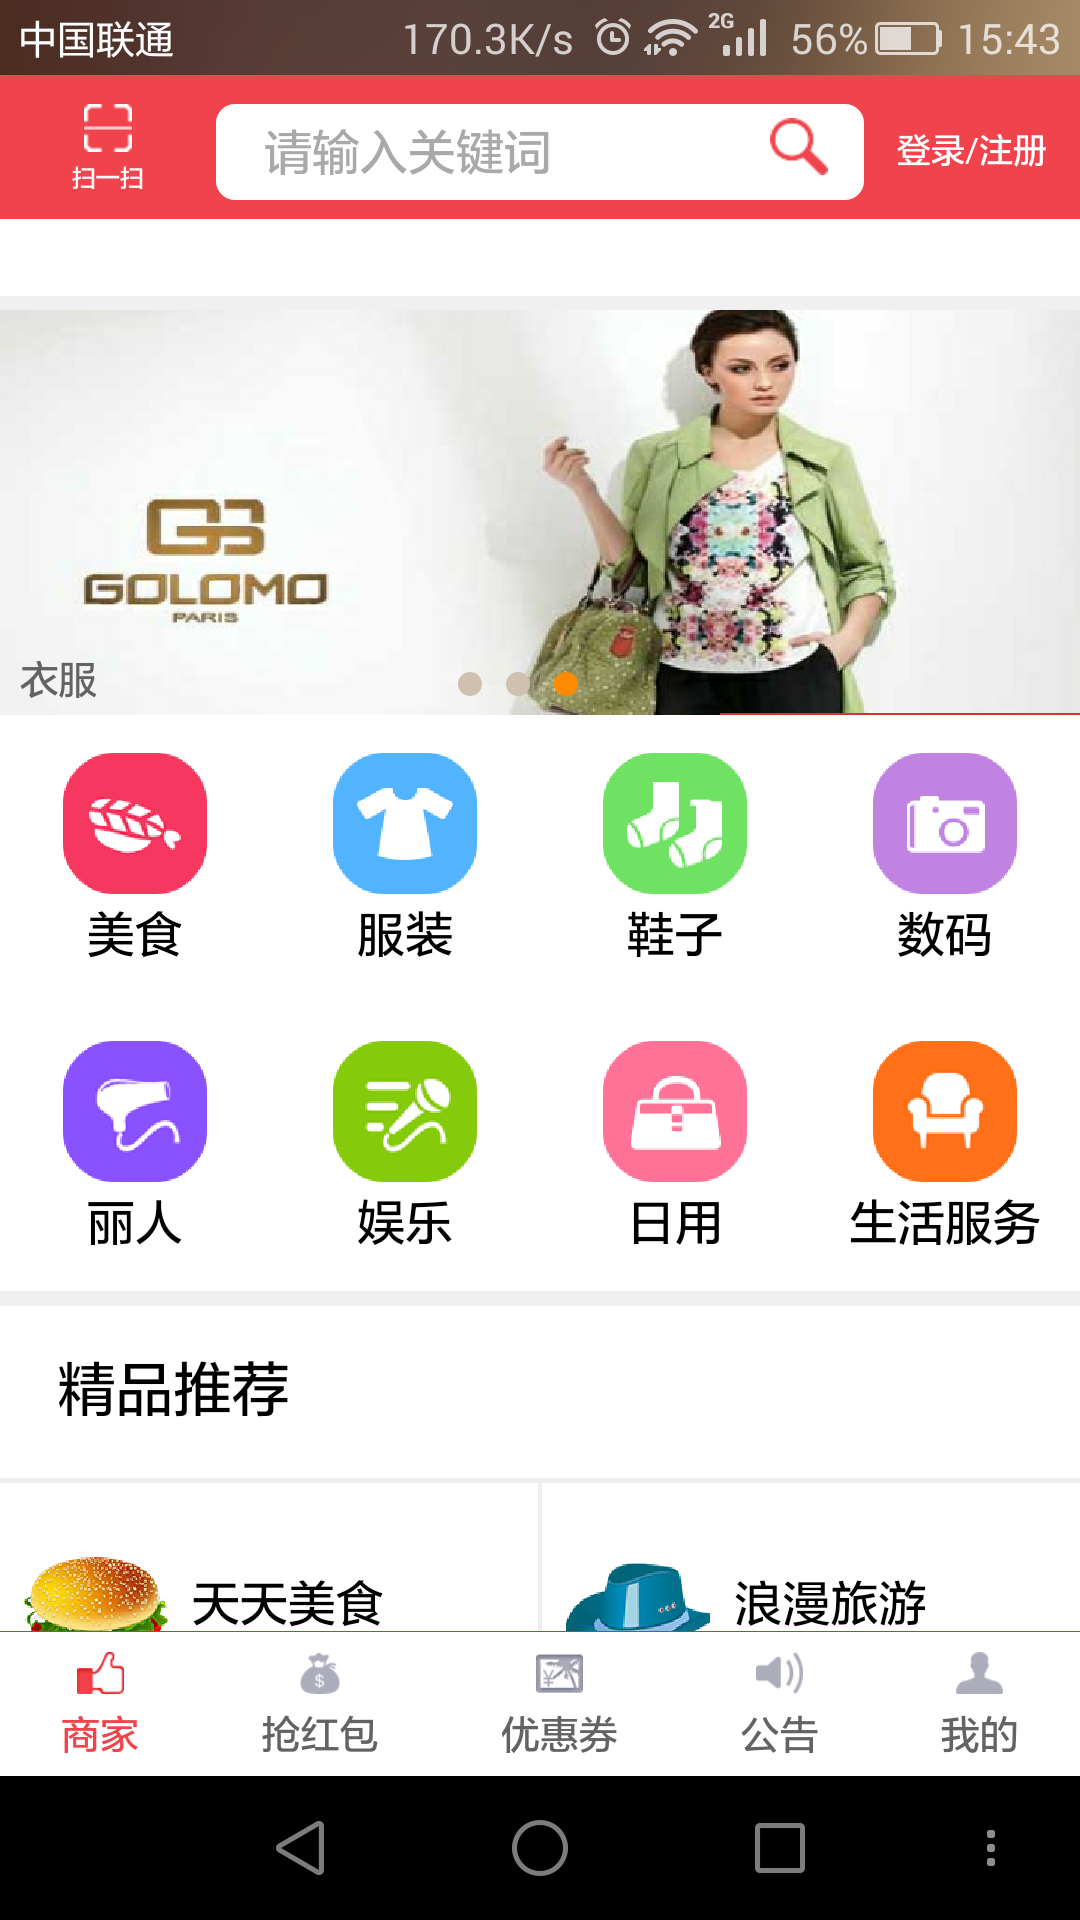 中国联通 170.3K/s 2G 56% 15:43
扫一扫 请输入关键词 登录/注册
GOLOMO
PARIS
衣服
美食 服装 鞋子 数码
丽人 娱乐 日用 生活服务
精品推荐
天天美食 浪漫旅游
商家 抢红包 优惠券 公告 我的